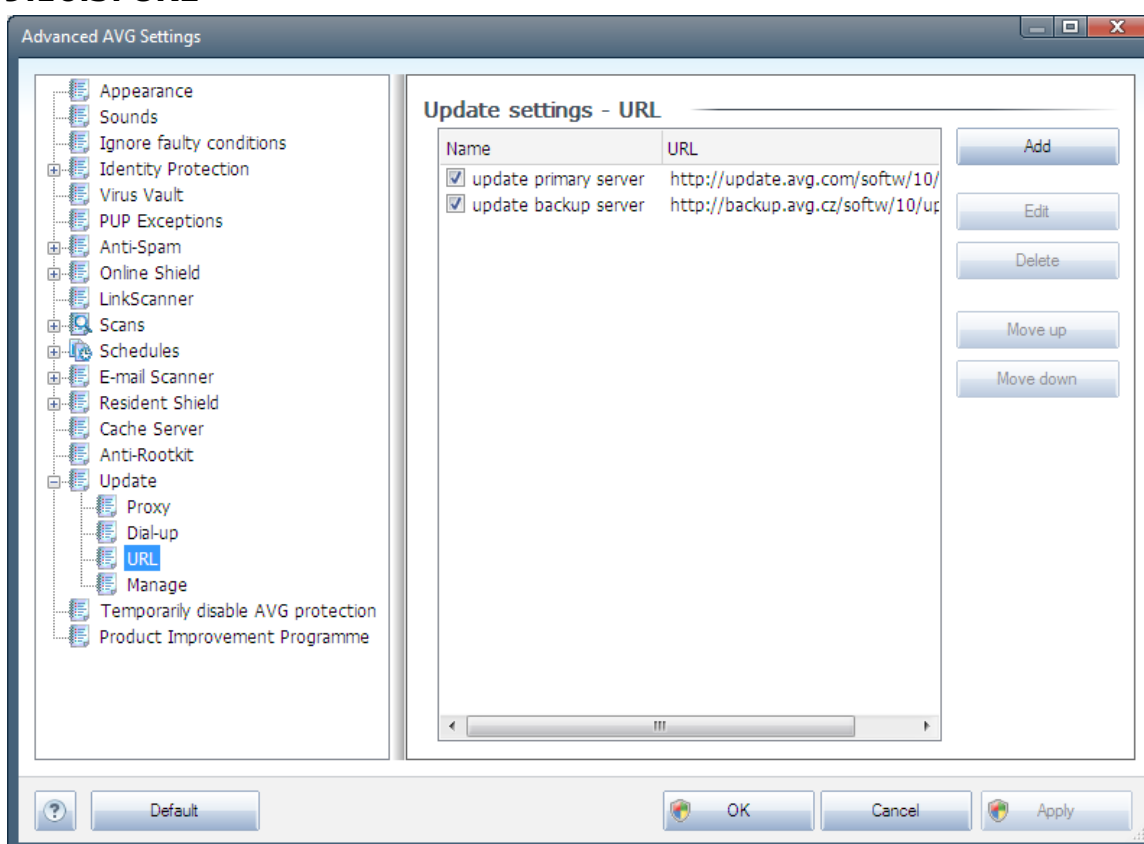 Advanced AVG Settings
Appearance
Sounds
Ignore faulty conditions
Identity Protection
Virus Vault
PUP Exceptions
Anti-Spam
Online Shield
LinkScanner
Scans
Schedules
E-mail Scanner
Resident Shield
Cache Server
Anti-Rootkit
Update
Proxy
Dial-up
URL
Manage
Temporarily disable AVG protection
Product Improvement Programme
Update settings - URL
Name URL
update primary server http://update.avg.com/softw/10/
update backup server http://backup.avg.cz/softw/10/up
Add
Edit
Delete
Move up
Move down
? Default OK Cancel Apply